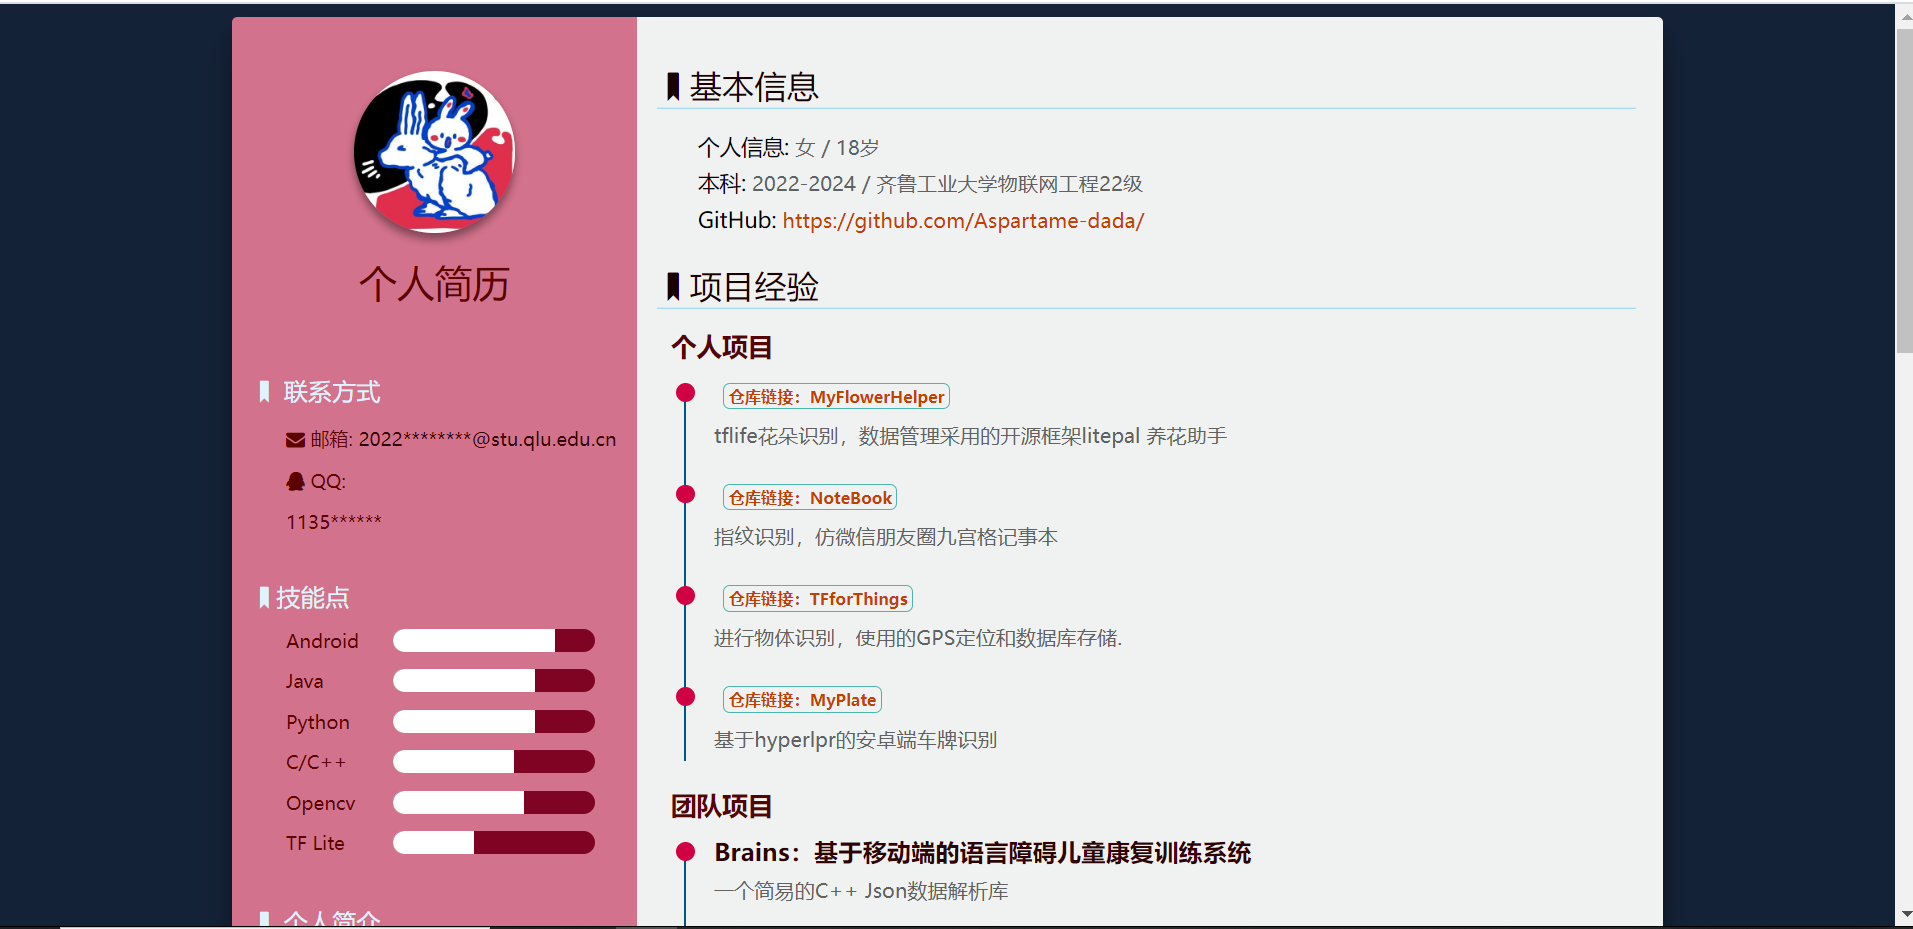 个人简历
联系方式
邮箱: 2022********@stu.qlu.edu.cn
QQ:
1135******
技能点
Android
Java
Python
C/C++
Opencv
TF Lite
个人简介
基本信息
个人信息: 女 / 18岁
本科: 2022-2024 / 齐鲁工业大学物联网工程22级
GitHub: https://github.com/Aspartame-dada/
项目经验
个人项目
仓库链接：MyFlowerHelper
tflife花朵识别，数据管理采用的开源框架litepal 养花助手
仓库链接：NoteBook
指纹识别，仿微信朋友圈九宫格记事本
仓库链接：TFforThings
进行物体识别，使用的GPS定位和数据库存储.
仓库链接：MyPlate
基于hyperlpr的安卓端车牌识别
团队项目
Brains：基于移动端的语言障碍儿童康复训练系统
一个简易的C++ Json数据解析库